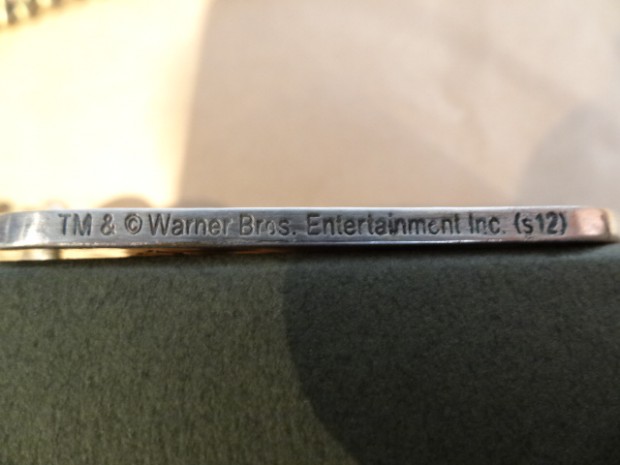 TM & © Warner Bros. Entertainment Inc. (s12)